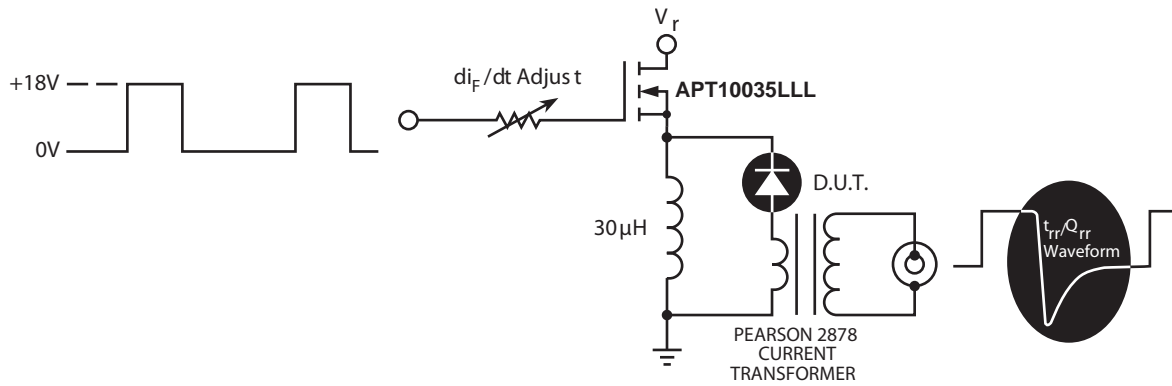 V r
+18V
0V
di F /dt Adjus t
APT10035LLL
D.U.T.
30µH
t rr /Q rr
Waveform
PEARSON 2878
CURRENT
TRANSFORMER